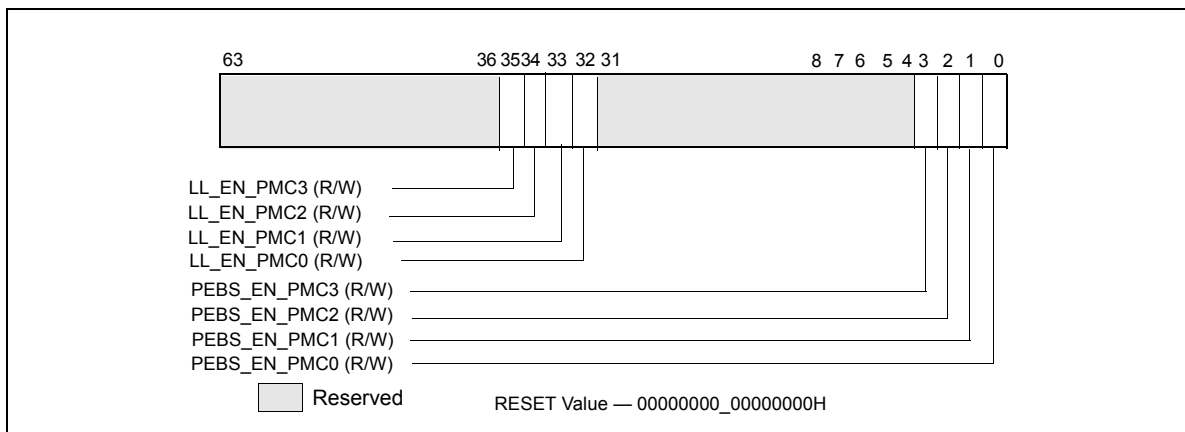 63 36 35 34 33 32 31 8 7 6 5 4 3 2 1 0
LL_EN_PMC3 (R/W)
LL_EN_PMC2 (R/W)
LL_EN_PMC1 (R/W)
LL_EN_PMC0 (R/W)
PEBS_EN_PMC3 (R/W)
PEBS_EN_PMC2 (R/W)
PEBS_EN_PMC1 (R/W)
PEBS_EN_PMC0 (R/W)
Reserved RESET Value — 00000000_00000000H